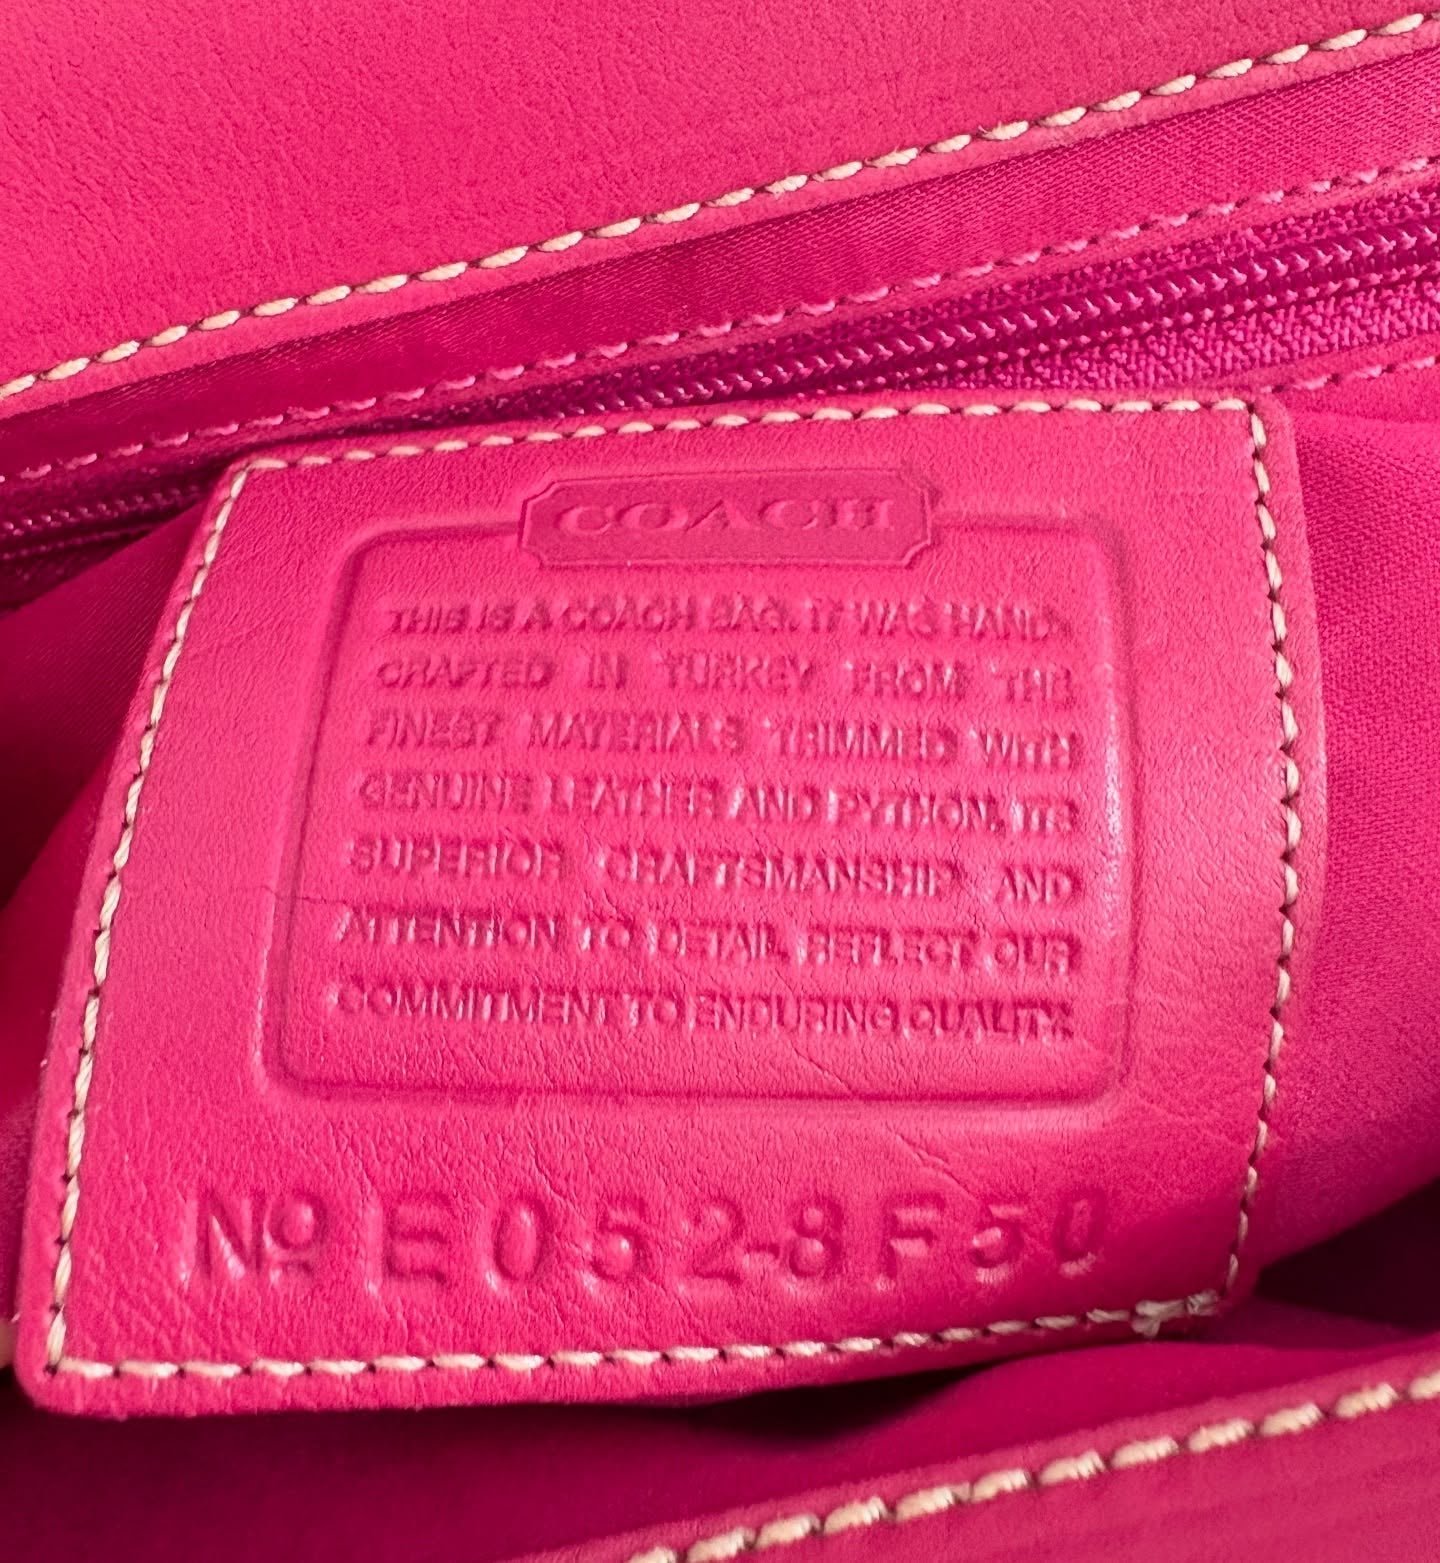 COACH
THIS IS A COACH BAG. IT WAS HAND-
CRAFTED IN TURKEY FROM THE
FINEST MATERIALS TRIMMED WITH
GENUINE LEATHER AND PYTHON. ITS
SUPERIOR CRAFTSMANSHIP AND
ATTENTION TO DETAIL REFLECT OUR
COMMITMENT TO ENDURING QUALITY.
Nº E052-8F50